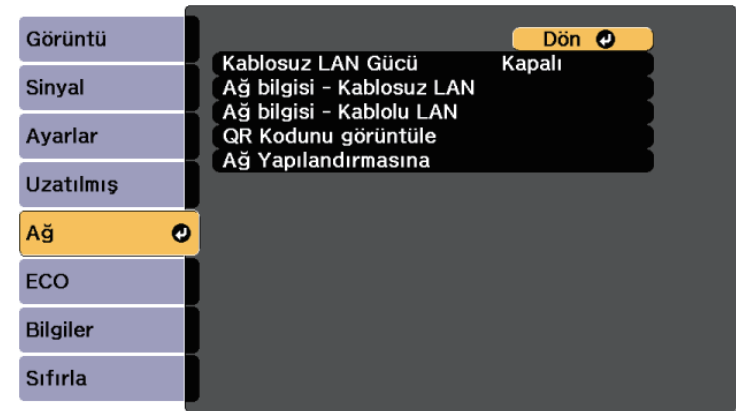 Görüntü
Sinyal
Ayarlar
Uzatılmış
Ağ
ECO
Bilgiler
Sıfırla
Dön
Kablosuz LAN Gücü Kapalı
Ağ bilgisi - Kablosuz LAN
Ağ bilgisi - Kablolu LAN
QR Kodunu görüntüle
Ağ Yapılandırmasına